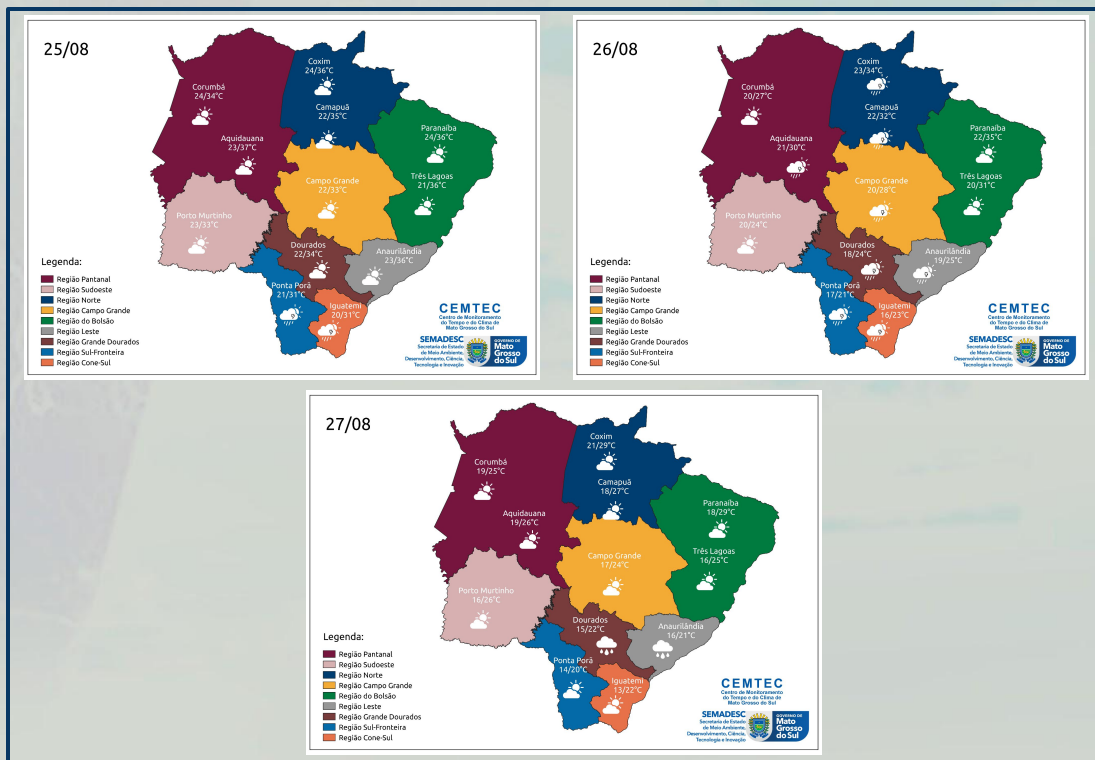 25/08
Coxim
24/36°C
Corumbá
24/34°C
Camapuã
22/35°C
Paranaíba
24/36°C
Aquidauana
23/37°C
Três Lagoas
21/36°C
Campo Grande
22/33°C
Porto Murtinho
23/33°C
Dourados
22/34°C
Anaurilândia
23/36°C
Ponta Porã
21/31°C
Iguatemi
20/31°C
Legenda:
Região Pantanal
Região Sudoeste
Região Norte
Região Campo Grande
Região do Bolsão
Região Leste
Região Grande Dourados
Região Sul-Fronteira
Região Cone-Sul
CEMTEC
Centro de Monitoramento
do Tempo e do Clima de
Mato Grosso do Sul
SEMADESC
Secretaria de Estado
de Meio Ambiente,
Desenvolvimento, Ciência,
Tecnologia e Inovação
GOVERNO DE
Mato
Grosso
do Sul
26/08
Coxim
23/34°C
Corumbá
20/27°C
Camapuã
22/32°C
Paranaíba
22/35°C
Aquidauana
21/30°C
Três Lagoas
20/31°C
Campo Grande
20/28°C
Porto Murtinho
20/24°C
Dourados
18/24°C
Anaurilândia
19/25°C
Ponta Porã
17/21°C
Iguatemi
16/23°C
Legenda:
Região Pantanal
Região Sudoeste
Região Norte
Região Campo Grande
Região do Bolsão
Região Leste
Região Grande Dourados
Região Sul-Fronteira
Região Cone-Sul
CEMTEC
Centro de Monitoramento
do Tempo e do Clima de
Mato Grosso do Sul
SEMADESC
Secretaria de Estado
de Meio Ambiente,
Desenvolvimento, Ciência,
Tecnologia e Inovação
GOVERNO DE
Mato
Grosso
do Sul
27/08
Coxim
21/29°C
Corumbá
19/25°C
Camapuã
18/27°C
Paranaíba
18/29°C
Aquidauana
19/26°C
Três Lagoas
16/25°C
Campo Grande
17/24°C
Porto Murtinho
16/26°C
Dourados
15/22°C
Anaurilândia
16/21°C
Ponta Porã
14/20°C
Iguatemi
13/22°C
Legenda:
Região Pantanal
Região Sudoeste
Região Norte
Região Campo Grande
Região do Bolsão
Região Leste
Região Grande Dourados
Região Sul-Fronteira
Região Cone-Sul
CEMTEC
Centro de Monitoramento
do Tempo e do Clima de
Mato Grosso do Sul
SEMADESC
Secretaria de Estado
de Meio Ambiente,
Desenvolvimento, Ciência,
Tecnologia e Inovação
GOVERNO DE
Mato
Grosso
do Sul